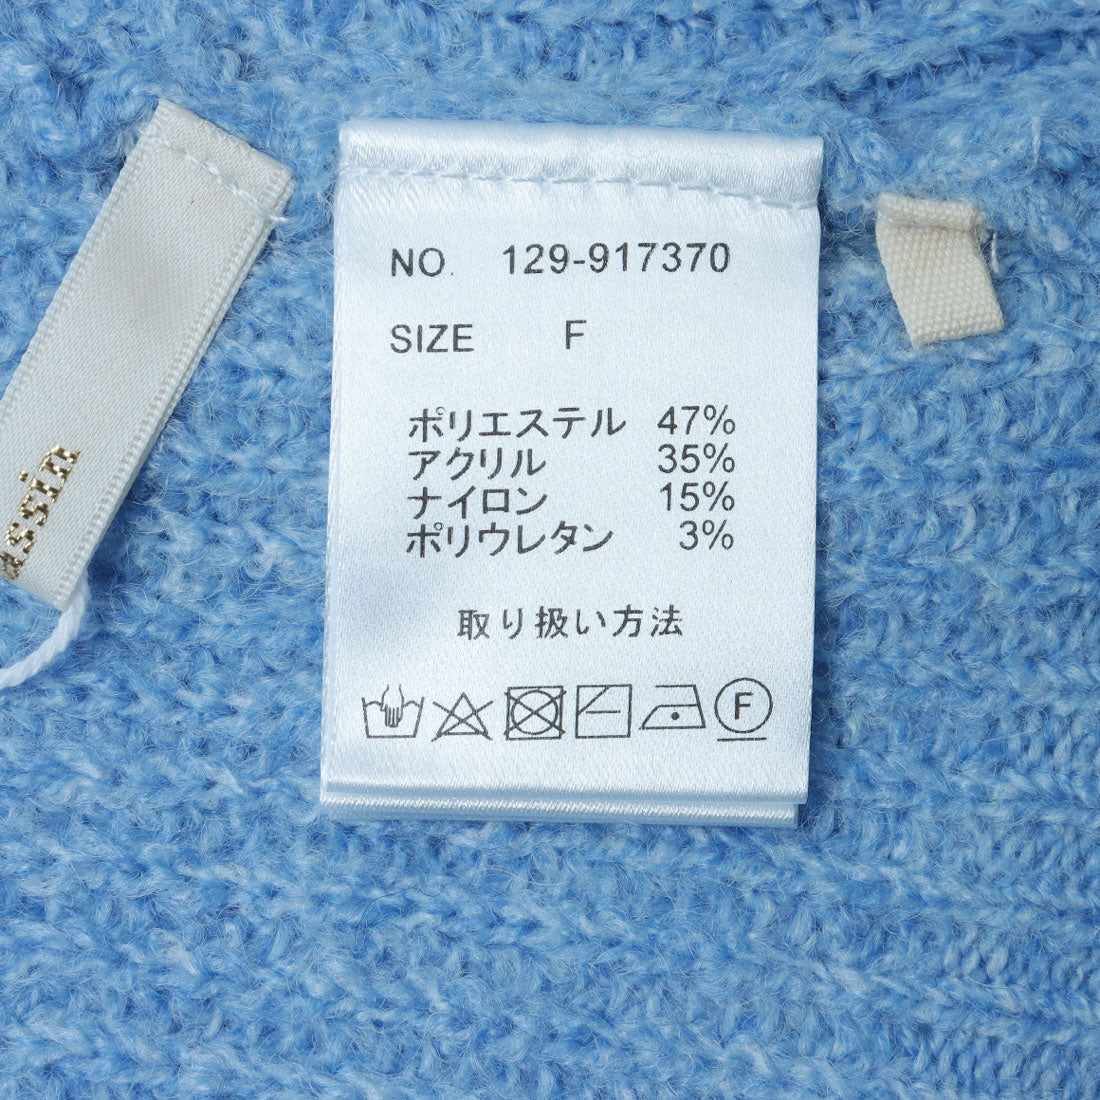 NO. 129-917370
SIZE F
ポリエステル 47%
アクリル 35%
ナイロン 15%
ポリウレタン 3%
取り扱い方法
F